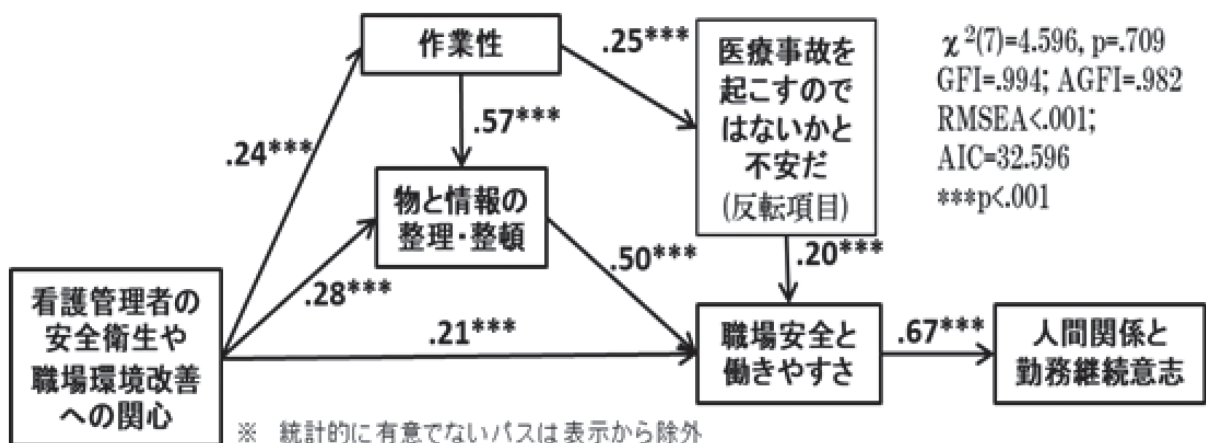 作業性
.25***
医療事故を
起こすので
はないかと
不安だ
(反転項目)
χ²(7)=4.596, p=.709
GFI=.994; AGFI=.982
RMSEA<.001;
AIC=32.596
***p<.001
.24***
.57***
物と情報の
整理・整頓
.28***
.50***
.20***
看護管理者の
安全衛生や
職場環境改善
への関心
.21***
職場安全と
働きやすさ
.67***
人間関係と
勤務継続意志
※ 統計的に有意でないパスは表示から除外